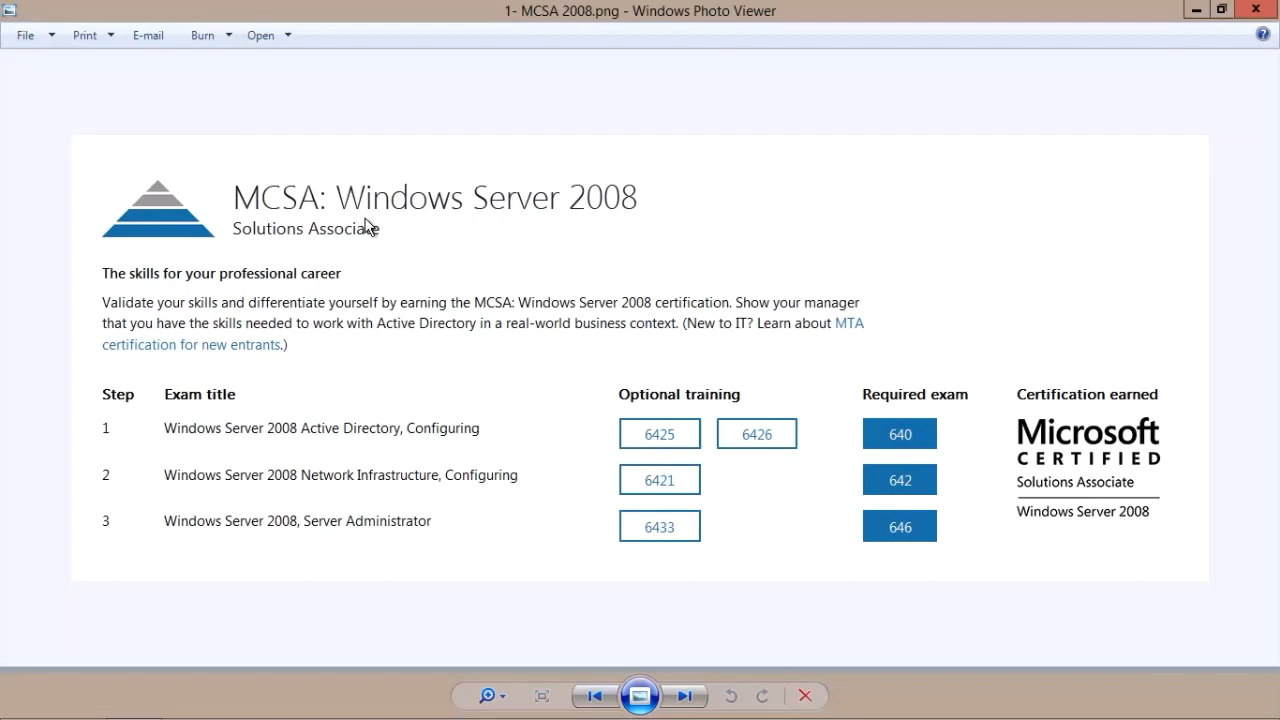 1- MCSA 2008.png - Windows Photo Viewer
File Print E-mail Burn Open
MCSA: Windows Server 2008
Solutions Associate
The skills for your professional career
Validate your skills and differentiate yourself by earning the MCSA: Windows Server 2008 certification. Show your manager
that you have the skills needed to work with Active Directory in a real-world business context. (New to IT? Learn about MTA
certification for new entrants.)
Step Exam title Optional training Required exam Certification earned
1 Windows Server 2008 Active Directory, Configuring 6425 6426 640
2 Windows Server 2008 Network Infrastructure, Configuring 6421 642
3 Windows Server 2008, Server Administrator 6433 646
Microsoft
CERTIFIED
Solutions Associate
Windows Server 2008